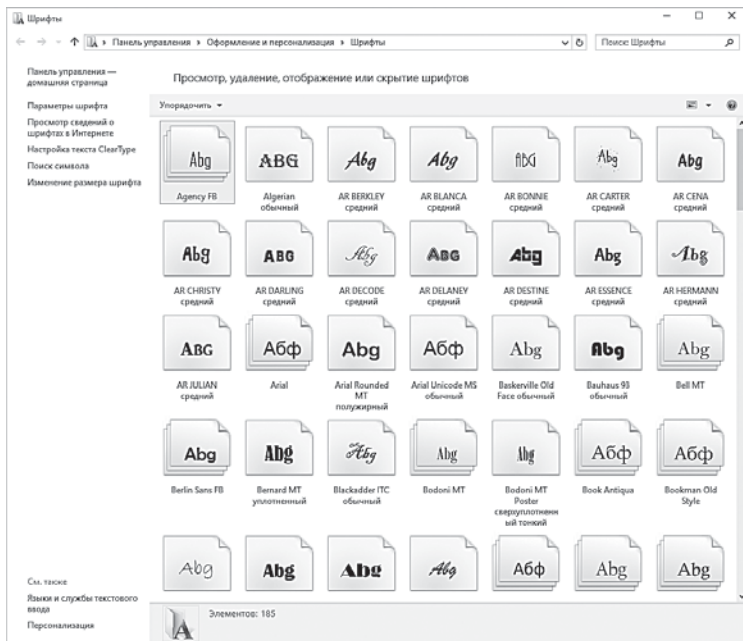 Шрифты
Панель управления › Оформление и персонализация › Шрифты
Поиск: Шрифты
Панель управления —
домашняя страница
Параметры шрифта
Просмотр сведений о
шрифтах в Интернете
Настройка текста ClearType
Поиск символа
Изменение размера шрифта
Просмотр, удаление, отображение или скрытие шрифтов
Упорядочить
Abg ABG Abg Abg ABG Abg Abg
Agency FB Algerian AR BERKLEY AR BLANCA AR BONNIE AR CARTER AR CENA
обычный средний средний средний средний средний
Abg ABG Abg ABG Abg Abg Abg
AR CHRISTY AR DARLING AR DECODE AR DELANEY AR DESTINE AR ESSENCE AR HERMANN
средний средний средний средний средний средний средний
ABG Абф Abg Абф Abg Abg Abg
AR JULIAN Arial Arial Rounded Arial Unicode MS Baskerville Old Bauhaus 93 Bell MT
средний MT обычный Face обычный обычный
полужирный
Abg Abg Abg Abg Abg Абф Абф
Berlin Sans FB Bernard MT Blackadder ITC Bodoni MT Bodoni MT Book Antiqua Bookman Old
уплотненный обычный Poster Style
сверхуплотненн
ый тонкий
Abg Abg Abg Abg Абф Abg Abg
См. также
Языки и службы текстового
ввода
Персонализация
Элементов: 185